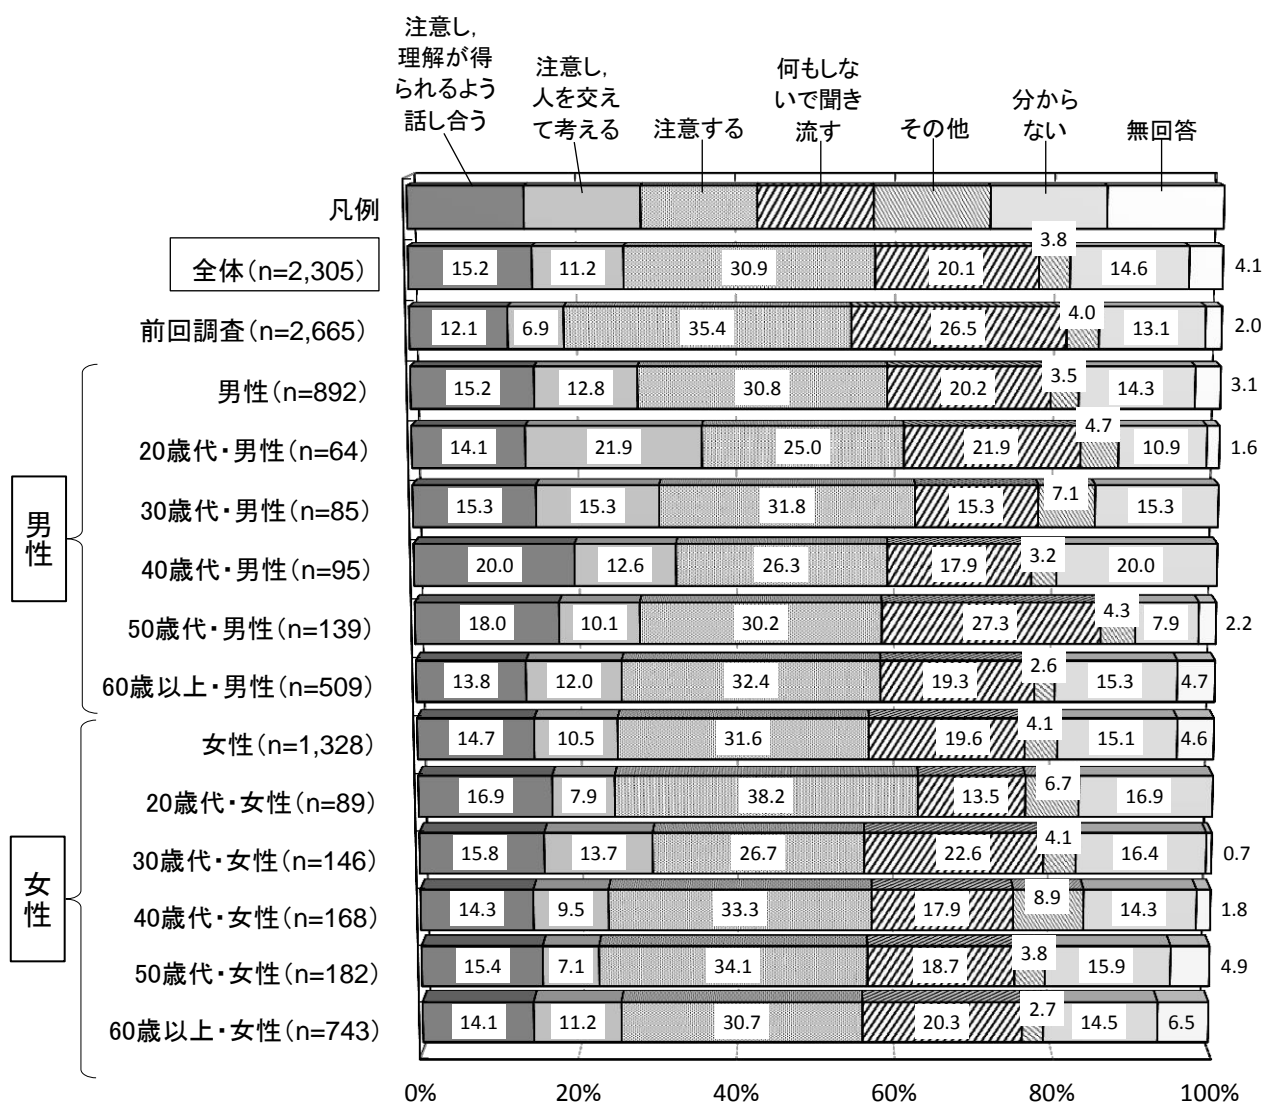 注意し,
理解が得
られるよう
話し合う
注意し,
人を交え
て考える
注意する
何もしな
いで聞き
流す
その他
分から
ない
無回答
凡例
全体(n=2,305)
15.2 11.2 30.9 20.1 3.8 14.6 4.1
前回調査(n=2,665)
12.1 6.9 35.4 26.5 4.0 13.1 2.0
男性(n=892)
15.2 12.8 30.8 20.2 3.5 14.3 3.1
20歳代・男性(n=64)
14.1 21.9 25.0 21.9 4.7 10.9 1.6
30歳代・男性(n=85)
15.3 15.3 31.8 15.3 7.1 15.3
40歳代・男性(n=95)
20.0 12.6 26.3 17.9 3.2 20.0
50歳代・男性(n=139)
18.0 10.1 30.2 27.3 4.3 7.9 2.2
60歳以上・男性(n=509)
13.8 12.0 32.4 19.3 2.6 15.3 4.7
男性
女性(n=1,328)
14.7 10.5 31.6 19.6 4.1 15.1 4.6
20歳代・女性(n=89)
16.9 7.9 38.2 13.5 6.7 16.9
30歳代・女性(n=146)
15.8 13.7 26.7 22.6 4.1 16.4 0.7
40歳代・女性(n=168)
14.3 9.5 33.3 17.9 8.9 14.3 1.8
50歳代・女性(n=182)
15.4 7.1 34.1 18.7 3.8 15.9 4.9
60歳以上・女性(n=743)
14.1 11.2 30.7 20.3 2.7 14.5 6.5
女性
0% 20% 40% 60% 80% 100%